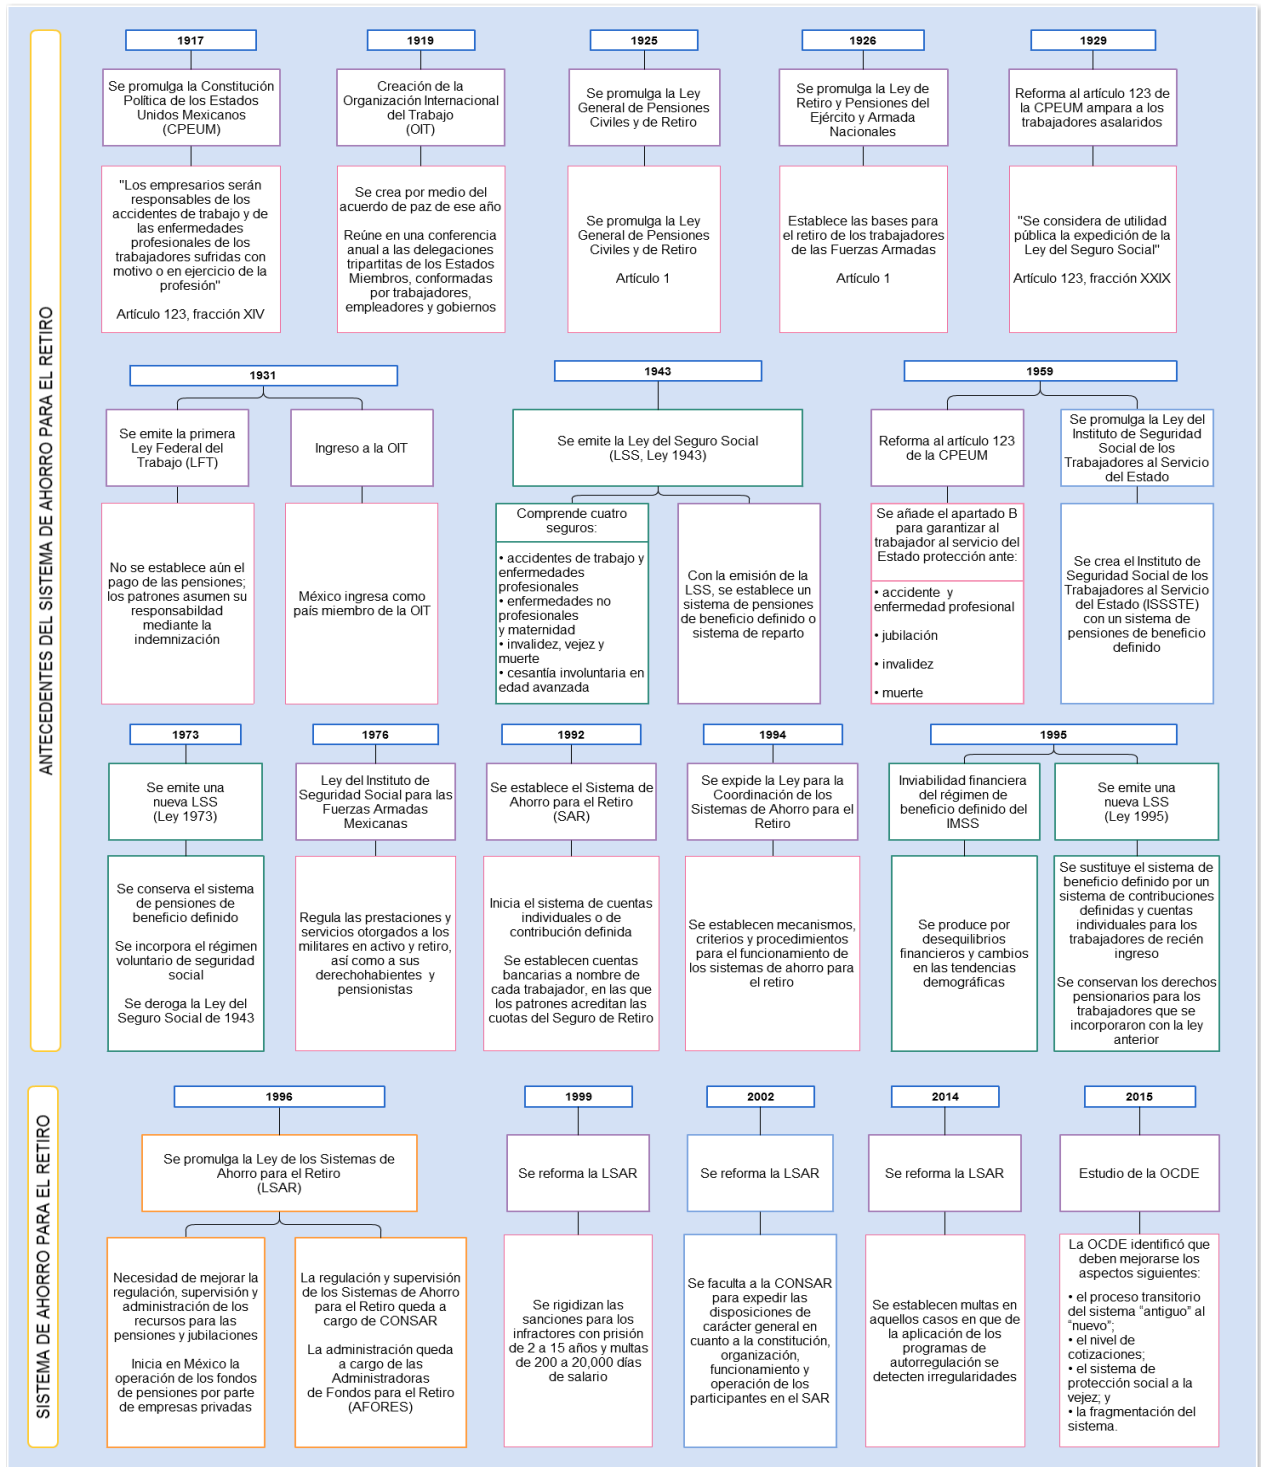 ANTECEDENTES DEL SISTEMA DE AHORRO PARA EL RETIRO
1917
Se promulga la Constitución
Política de los Estados
Unidos Mexicanos
(CPEUM)
"Los empresarios serán
responsables de los
accidentes de trabajo y de
las enfermedades
profesionales de los
trabajadores sufridas con
motivo o en ejercicio de la
profesión"
Artículo 123, fracción XIV
1919
Creación de la
Organización Internacional
del Trabajo
(OIT)
Se crea por medio del
acuerdo de paz de ese año
Reúne en una conferencia
anual a las delegaciones
tripartitas de los Estados
Miembros, conformadas
por trabajadores,
empleadores y gobiernos
1925
Se promulga la Ley
General de Pensiones
Civiles y de Retiro
Se promulga la Ley
General de Pensiones
Civiles y de Retiro
Artículo 1
1926
Se promulga la Ley de
Retiro y Pensiones del
Ejército y Armada
Nacionales
Establece las bases para
el retiro de los trabajadores
de las Fuerzas Armadas
Artículo 1
1929
Reforma al artículo 123 de
la CPEUM ampara a los
trabajadores asalaridos
"Se considera de utilidad
pública la expedición de la
Ley del Seguro Social"
Artículo 123, fracción XXIX
1931
Se emite la primera
Ley Federal del
Trabajo (LFT)
No se establece aún el
pago de las pensiones;
los patrones asumen su
responsabildad
mediante la
indemnización
Ingreso a la OIT
México ingresa como
país miembro de la OIT
1943
Se emite la Ley del Seguro Social
(LSS, Ley 1943)
Comprende cuatro
seguros:
• accidentes de trabajo y
enfermedades
profesionales
• enfermedades no
profesionales
y maternidad
• invalidez, vejez y
muerte
• cesantía involuntaria en
edad avanzada
Con la emisión de la
LSS, se establece un
sistema de pensiones
de beneficio definido o
sistema de reparto
1959
Reforma al artículo 123
de la CPEUM
Se añade el apartado B
para garantizar al
trabajador al servicio del
Estado protección ante:
• accidente y
enfermedad profesional
• jubilación
• invalidez
• muerte
Se promulga la Ley del
Instituto de Seguridad
Social de los
Trabajadores al Servicio
del Estado
Se crea el Instituto de
Seguridad Social de los
Trabajadores al Servicio
del Estado (ISSSTE)
con un sistema de
pensiones de beneficio
definido
1973
Se emite una
nueva LSS
(Ley 1973)
Se conserva el sistema
de pensiones de
beneficio definido
Se incorpora el régimen
voluntario de seguridad
social
Se deroga la Ley del
Seguro Social de 1943
1976
Ley del Instituto de
Seguridad Social para las
Fuerzas Armadas
Mexicanas
Regula las prestaciones y
servicios otorgados a los
militares en activo y retiro,
así como a sus
derechohabientes y
pensionistas
1992
Se establece el Sistema de
Ahorro para el Retiro
(SAR)
Inicia el sistema de cuentas
individuales o de
contribución definida
Se establecen cuentas
bancarias a nombre de
cada trabajador, en las que
los patrones acreditan las
cuotas del Seguro de Retiro
1994
Se expide la Ley para la
Coordinación de los
Sistemas de Ahorro para el
Retiro
Se establecen mecanismos,
criterios y procedimientos
para el funcionamiento de
los sistemas de ahorro para
el retiro
1995
Inviabilidad financiera
del régimen de
beneficio definido del
IMSS
Se produce por
desequilibrios
financieros y cambios
en las tendencias
demográficas
Se emite una
nueva LSS
(Ley 1995)
Se sustituye el sistema de
beneficio definido por un
sistema de contribuciones
definidas y cuentas
individuales para los
trabajadores de recién
ingreso
Se conservan los derechos
pensionarios para los
trabajadores que se
incorporaron con la ley
anterior
SISTEMA DE AHORRO PARA EL RETIRO
1996
Se promulga la Ley de los Sistemas de
Ahorro para el Retiro
(LSAR)
Necesidad de mejorar la
regulación, supervisión y
administración de los
recursos para las
pensiones y jubilaciones
Inicia en México la
operación de los fondos
de pensiones por parte
de empresas privadas
La regulación y supervisión
de los Sistemas de Ahorro
para el Retiro queda a
cargo de CONSAR
La administración queda
a cargo de las
Administradoras
de Fondos para el Retiro
(AFORES)
1999
Se reforma la LSAR
Se rigidizan las
sanciones para los
infractores con prisión
de 2 a 15 años y multas
de 200 a 20,000 días
de salario
2002
Se reforma la LSAR
Se faculta a la CONSAR
para expedir las
disposiciones de
carácter general en
cuanto a la constitución,
organización,
funcionamiento y
operación de los
participantes en el SAR
2014
Se reforma la LSAR
Se establecen multas en
aquellos casos en que de
la aplicación de los
programas de
autorregulación se
detecten irregularidades
2015
Estudio de la OCDE
La OCDE identificó que
deben mejorarse los
aspectos siguientes:
• el proceso transitorio
del sistema “antiguo” al
“nuevo”;
• el nivel de
cotizaciones;
• el sistema de
protección social a la
vejez; y
• la fragmentación del
sistema.